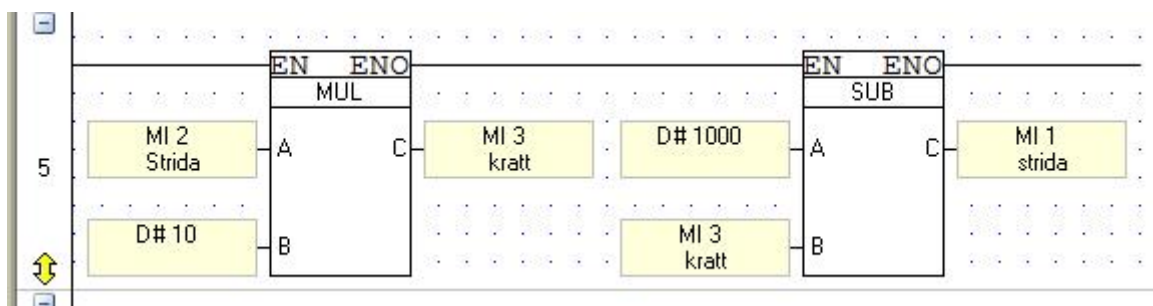 EN ENO
MUL
MI 2
Strida
A
C
MI 3
kratt
D# 10
B
EN ENO
SUB
D# 1000
A
C
MI 1
strida
MI 3
kratt
B
5